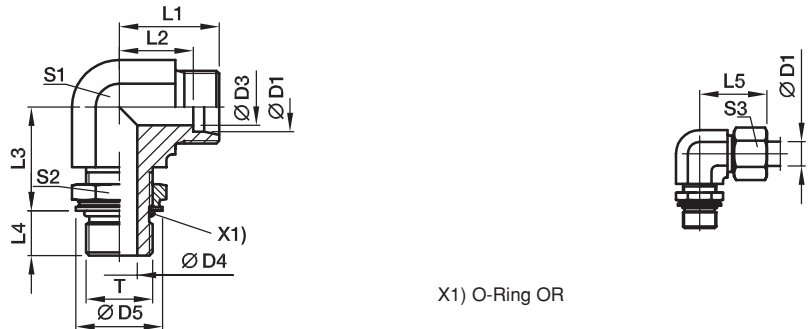 L1
L2
S1
Ø D3
Ø D1
L3
S2
L4
X1)
Ø D4
T
Ø D5
L5
S3
Ø D1
X1) O-Ring OR